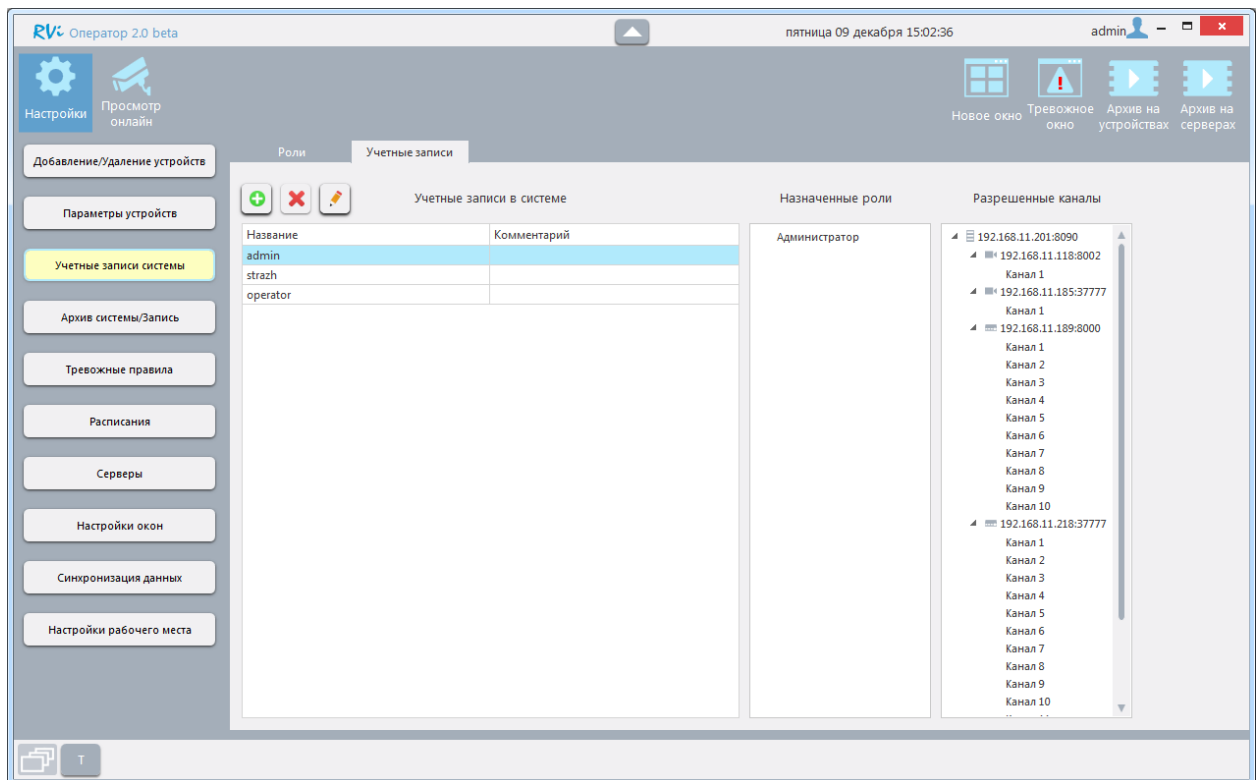 RVi Оператор 2.0 beta
пятница 09 декабря 15:02:36
admin
Настройки
Просмотр
онлайн
Новое окно
Тревожное
окно
Архив на
устройствах
Архив на
серверах
Добавление/Удаление устройств
Параметры устройств
Учетные записи системы
Архив системы/Запись
Тревожные правила
Расписания
Серверы
Настройки окон
Синхронизация данных
Настройки рабочего места
Роли
Учетные записи
Учетные записи в системе
Название Комментарий
admin
strazh
operator
Назначенные роли
Администратор
Разрешенные каналы
192.168.11.201:8090
192.168.11.118:8002
Канал 1
192.168.11.185:37777
Канал 1
192.168.11.189:8000
Канал 1
Канал 2
Канал 3
Канал 4
Канал 5
Канал 6
Канал 7
Канал 8
Канал 9
Канал 10
192.168.11.218:37777
Канал 1
Канал 2
Канал 3
Канал 4
Канал 5
Канал 6
Канал 7
Канал 8
Канал 9
Канал 10
T